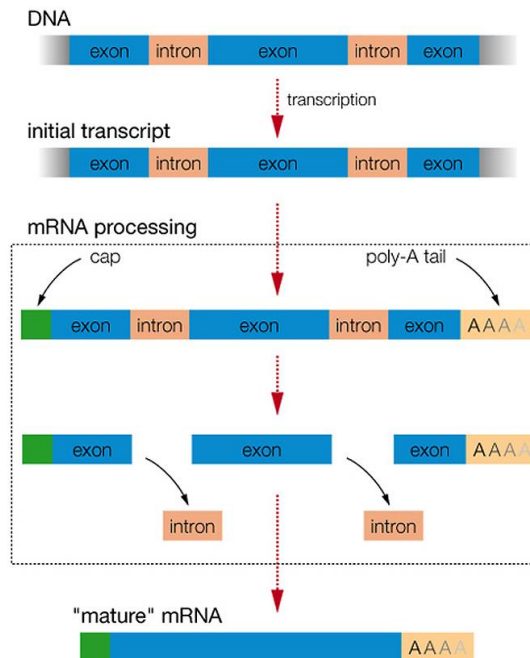 DNA
exon intron exon intron exon
transcription
initial transcript
exon intron exon intron exon
mRNA processing
cap poly-A tail
exon intron exon intron exon AAAA
exon exon exon AAAA
intron intron
"mature" mRNA
AAAA